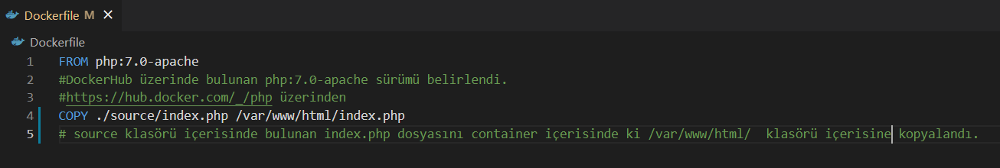 Dockerfile M ×
Dockerfile
1 FROM php:7.0-apache
2 #DockerHub üzerinde bulunan php:7.0-apache sürümü belirlendi.
3 #https://hub.docker.com/_/php üzerinden
4 COPY ./source/index.php /var/www/html/index.php
5 # source klasörü içerisinde bulunan index.php dosyasını container içerisinde ki /var/www/html/  klasörü içerisine kopyalandı.